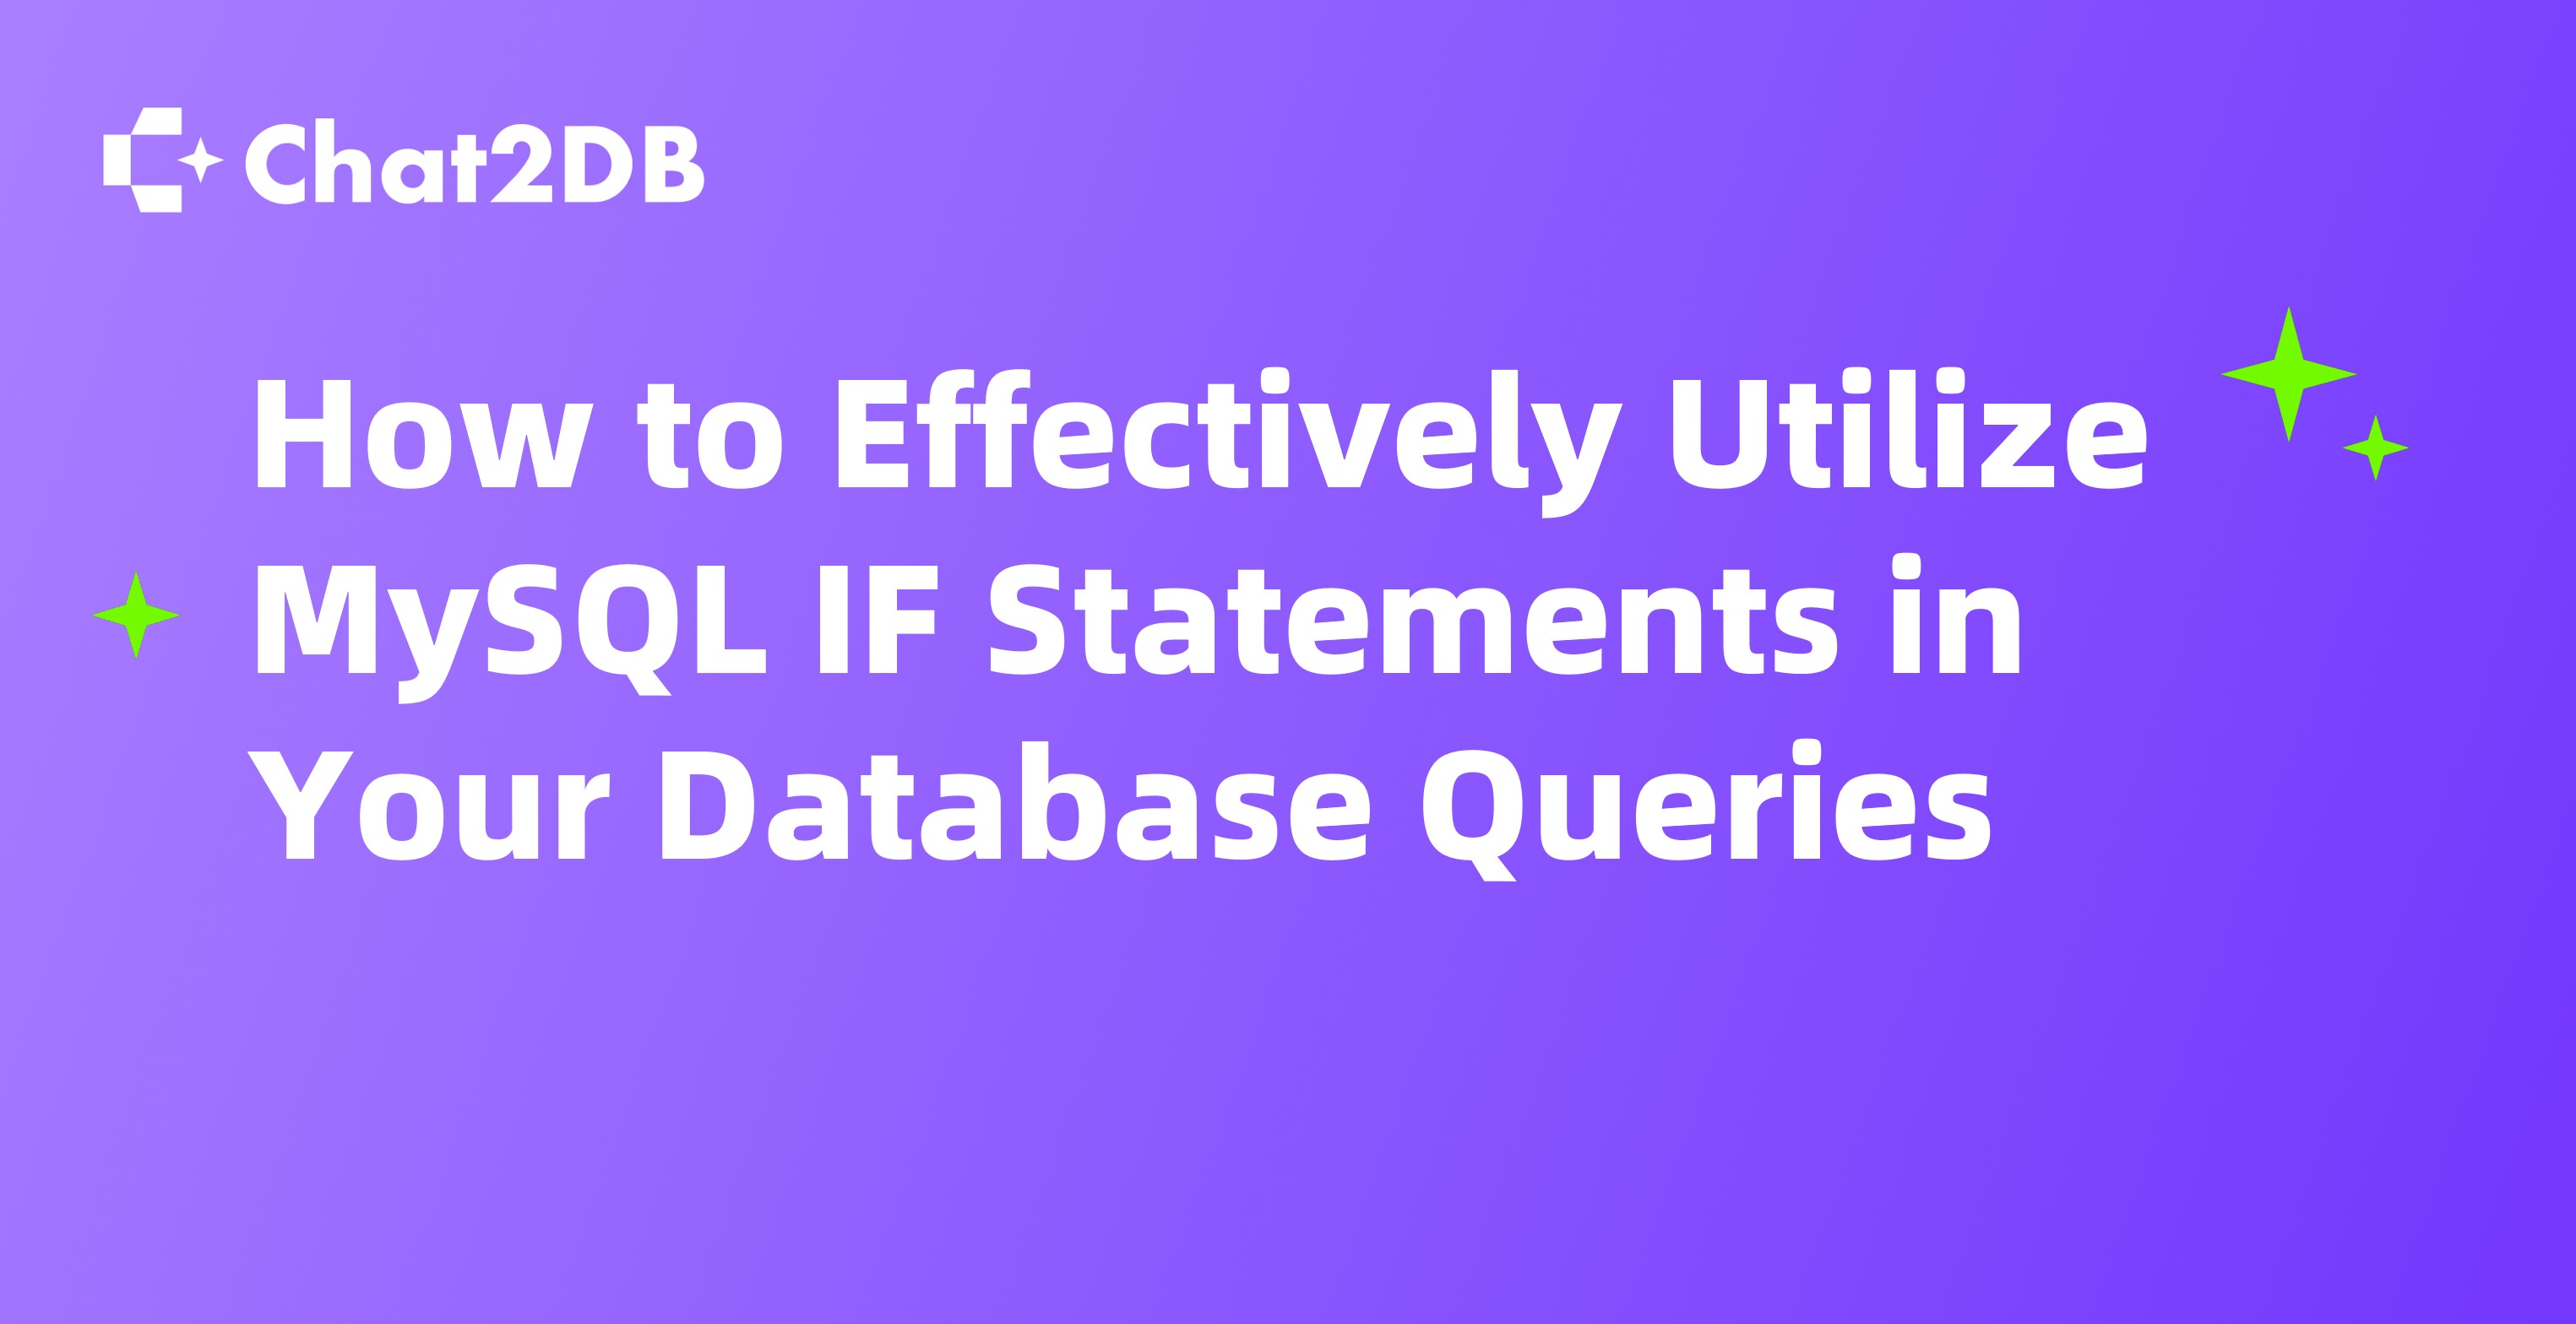 Chat2DB
How to Effectively Utilize
MySQL IF Statements in
Your Database Queries